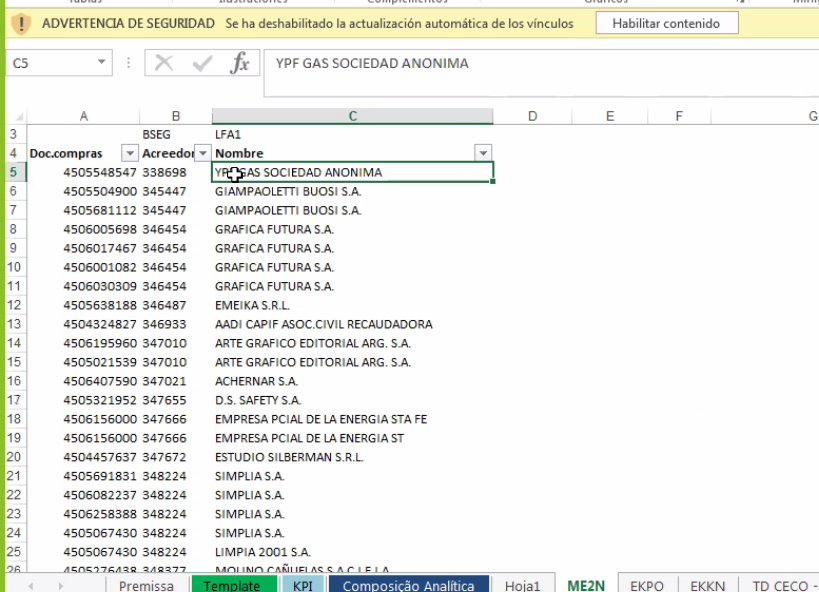 Tablas Ilustraciones Complementos Gráficos
ADVERTENCIA DE SEGURIDAD Se ha deshabilitado la actualización automática de los vínculos Habilitar contenido
C5 fx YPF GAS SOCIEDAD ANONIMA
A B C D E F G
3 BSEG LFA1
4 Doc.compras Acreedor Nombre
5 4505548547 338698 YPF GAS SOCIEDAD ANONIMA
6 4505504900 345447 GIAMPAOLETTI BUOSI S.A.
7 4505681112 345447 GIAMPAOLETTI BUOSI S.A.
8 4506005698 346454 GRAFICA FUTURA S.A.
9 4506017467 346454 GRAFICA FUTURA S.A.
10 4506001082 346454 GRAFICA FUTURA S.A.
11 4506030309 346454 GRAFICA FUTURA S.A.
12 4505638188 346487 EMEIKA S.R.L.
13 4504324827 346933 AADI CAPIF ASOC.CIVIL RECAUDADORA
14 4506195960 347010 ARTE GRAFICO EDITORIAL ARG. S.A.
15 4505021539 347010 ARTE GRAFICO EDITORIAL ARG. S.A.
16 4506407590 347021 ACHERNAR S.A.
17 4505321952 347655 D.S. SAFETY S.A.
18 4506156000 347666 EMPRESA PCIAL DE LA ENERGIA STA FE
19 4506156000 347666 EMPRESA PCIAL DE LA ENERGIA ST
20 4504457637 347672 ESTUDIO SILBERMAN S.R.L.
21 4505691831 348224 SIMPLIA S.A.
22 4506082237 348224 SIMPLIA S.A.
23 4506258388 348224 SIMPLIA S.A.
24 4505067430 348224 SIMPLIA S.A.
25 4505067430 348224 LIMPIA 2001 S.A.
26 4505276438 348377 MOLINO CAÑUELAS S.A.C.I.F.I.A
Premissa Template KPI Composição Analítica Hoja1 ME2N EKPO EKKN TD CECO -